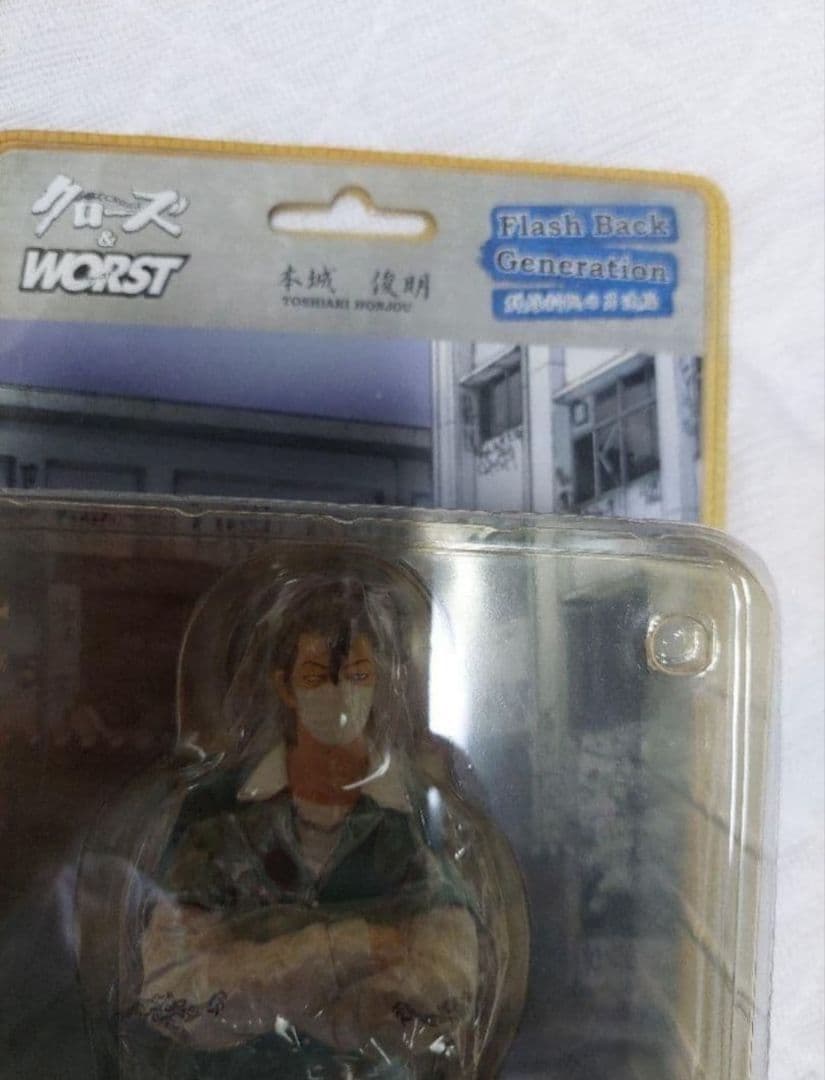 クローズ
&
WORST
本城 俊明
TOSHIAKI HONJOU
Flash Back
Generation